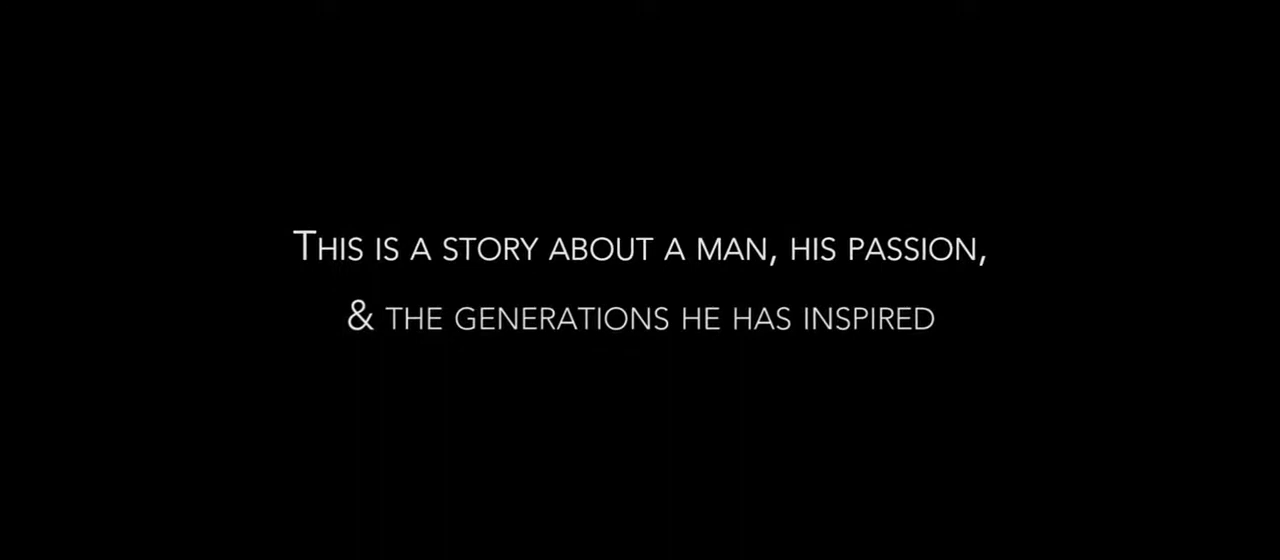 This is a story about a man, his passion,
& the generations he has inspired